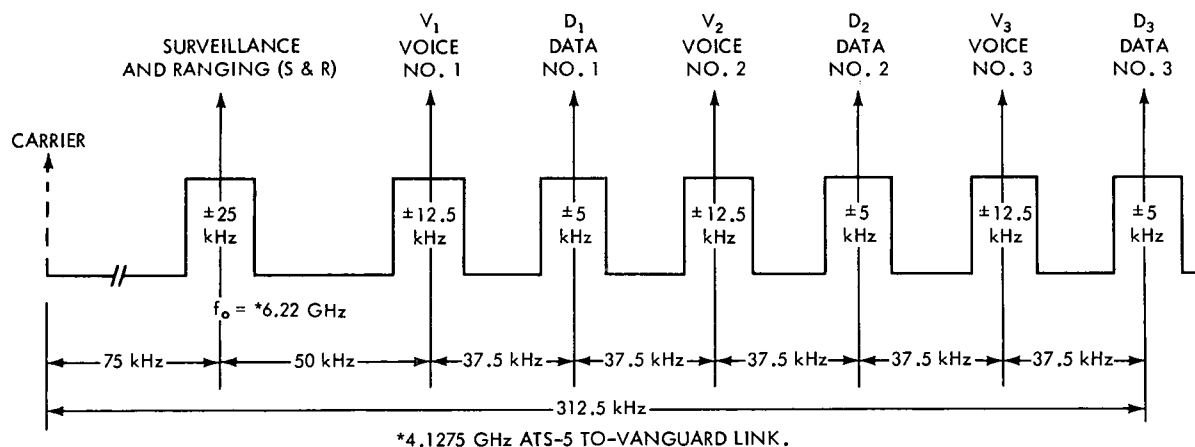 SURVEILLANCE
AND RANGING (S & R)
V₁
VOICE
NO. 1
D₁
DATA
NO. 1
V₂
VOICE
NO. 2
D₂
DATA
NO. 2
V₃
VOICE
NO. 3
D₃
DATA
NO. 3
CARRIER
±25
kHz
±12.5
kHz
±5
kHz
±12.5
kHz
±5
kHz
±12.5
kHz
±5
kHz
fₒ = *6.22 GHz
75 kHz
50 kHz
37.5 kHz
37.5 kHz
37.5 kHz
37.5 kHz
37.5 kHz
312.5 kHz
*4.1275 GHz ATS-5 TO-VANGUARD LINK.